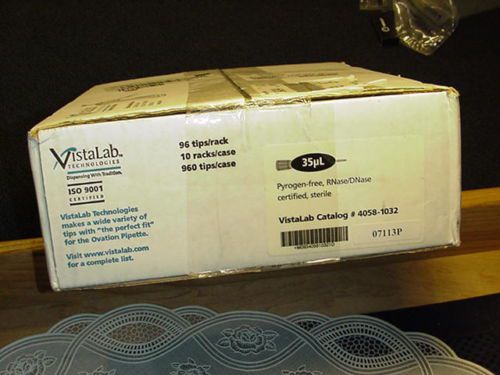 VISTALAB
TECHNOLOGIES
Dispensing With Tradition.
ISO 9001
CERTIFIED
VistaLab Technologies
makes a wide variety of
tips with "the perfect fit"
for the Ovation Pipette.
Visit www.vistalab.com
for a complete list.
96 tips/rack
10 racks/case
960 tips/case
35µL
Pyrogen-free, RNase/DNase
certified, sterile
VistaLab Catalog # 4058-1032
07113P